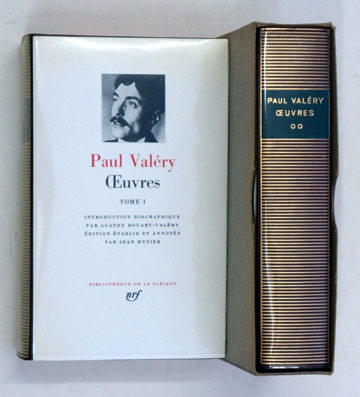 Paul Valéry
Œuvres
TOME I
INTRODUCTION BIOGRAPHIQUE
PAR AGATHE ROUART-VALÉRY
ÉDITION ÉTABLIE ET ANNOTÉE
PAR JEAN HYTIER
BIBLIOTHÈQUE DE LA PLÉIADE
nrf
PAUL VALÉRY
ŒUVRES